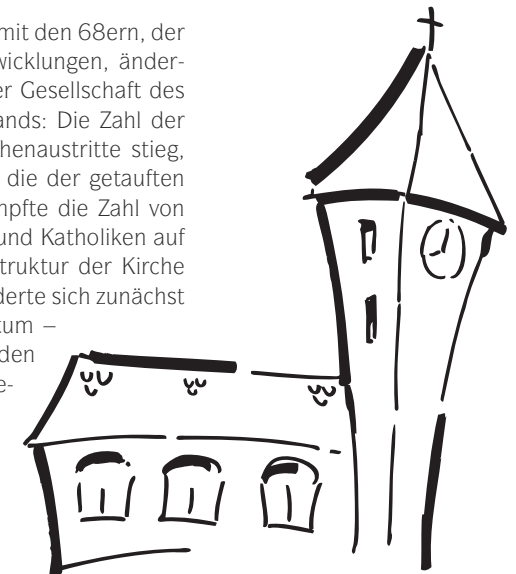 mit den 68ern, der
wicklungen, änder-
er Gesellschaft des
ands: Die Zahl der
henaustritte stieg,
die der getauften
mpfte die Zahl von
und Katholiken auf
truktur der Kirche
derte sich zunächst
tum –
den
e-